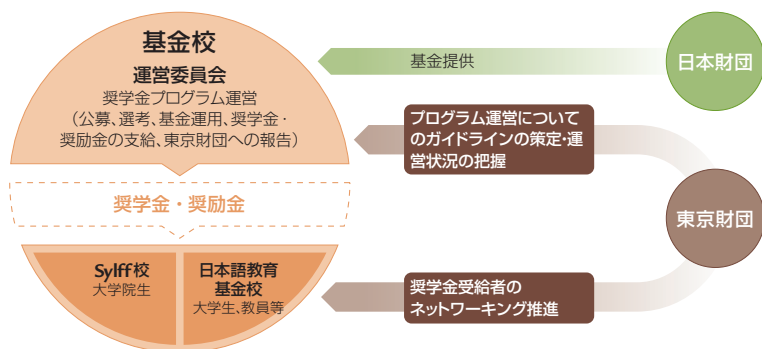 基金校
運営委員会
奨学金プログラム運営
(公募、選考、基金運用、奨学金・
奨励金の支給、東京財団への報告)
奨学金・奨励金
Sylff校
大学院生
日本語教育
基金校
大学生、教員等
基金提供
日本財団
プログラム運営について
のガイドラインの策定・運
営状況の把握
東京財団
奨学金受給者の
ネットワーキング推進